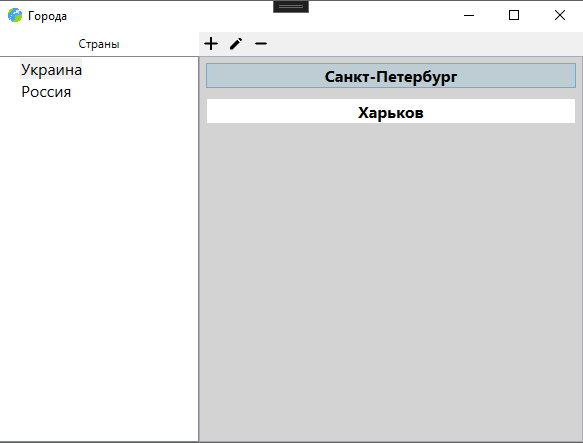 Города
Страны
Украина
Россия
Санкт-Петербург
Харьков